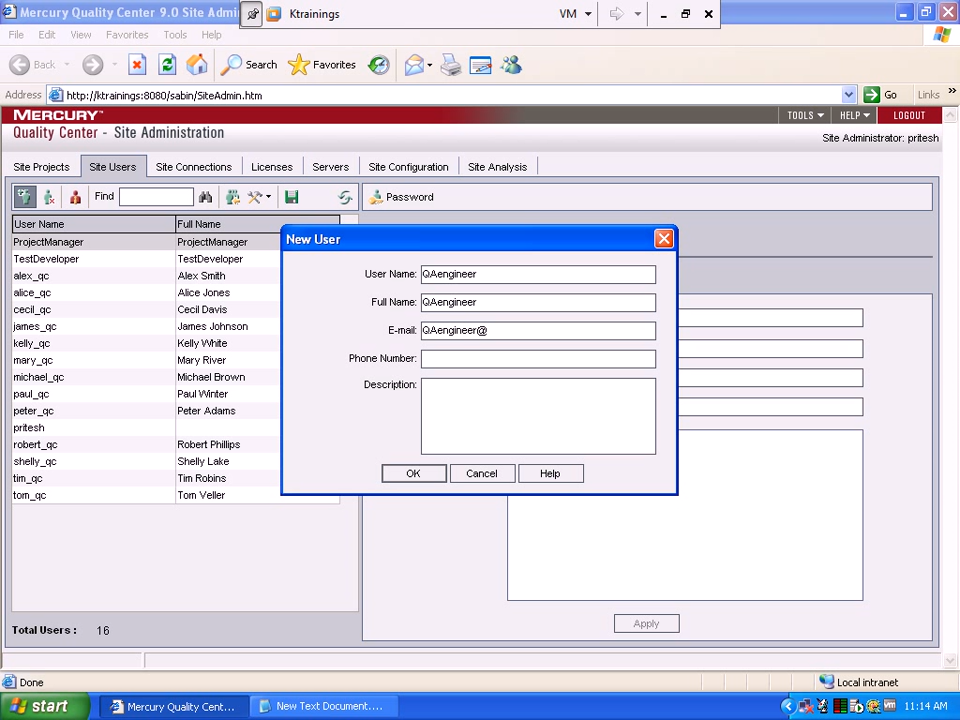 Mercury Quality Center 9.0 Site Admi
Ktrainings
VM
File Edit View Favorites Tools Help
Back Search Favorites
Address http://ktrainings:8080/sabin/SiteAdmin.htm Go Links »
MERCURY™ TOOLS HELP LOGOUT
Quality Center - Site Administration
Site Administrator: pritesh
Site Projects Site Users Site Connections Licenses Servers Site Configuration Site Analysis
Find Password
User Name Full Name
ProjectManager ProjectManager
TestDeveloper TestDeveloper
alex_qc Alex Smith
alice_qc Alice Jones
cecil_qc Cecil Davis
james_qc James Johnson
kelly_qc Kelly White
mary_qc Mary River
michael_qc Michael Brown
paul_qc Paul Winter
peter_qc Peter Adams
pritesh
robert_qc Robert Phillips
shelly_qc Shelly Lake
tim_qc Tim Robins
tom_qc Tom Veller
Total Users : 16
New User
User Name: QAengineer
Full Name: QAengineer
E-mail: QAengineer@
Phone Number:
Description:
OK Cancel Help
Apply
Done Local intranet
start Mercury Quality Cent... New Text Document.... 11:14 AM